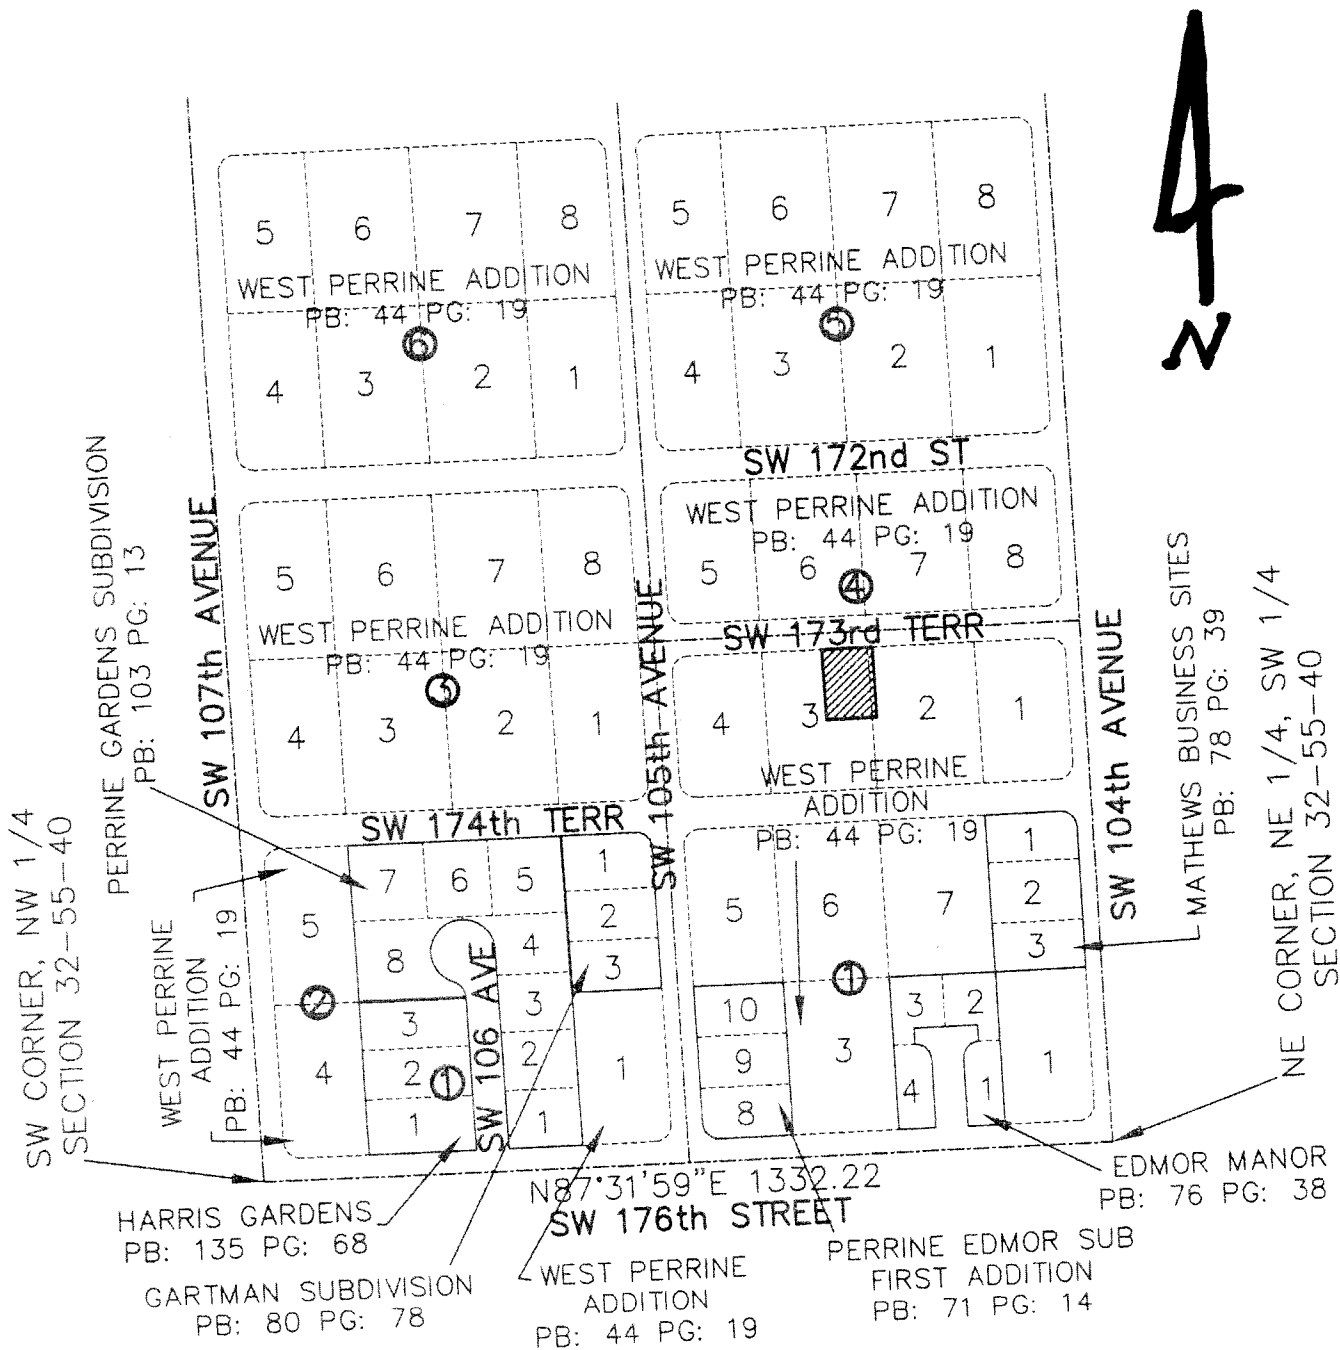 N
5 6 7 8
WEST PERRINE ADDITION
PB: 44 PG: 19
6
4 3 2 1
5 6 7 8
WEST PERRINE ADDITION
PB: 44 PG: 19
5
4 3 2 1
SW 172nd ST
SW 107th AVENUE
5 6 7 8
WEST PERRINE ADDITION
PB: 44 PG: 19
3
4 3 2 1
SW 105th AVENUE
WEST PERRINE ADDITION
PB: 44 PG: 19
5 6 7 8
4
SW 173rd TERR
4 3 2 1
WEST PERRINE
ADDITION
PB: 44 PG: 19
SW 104th AVENUE
PERRINE GARDENS SUBDIVISION
PB: 103 PG: 13
MATHEWS BUSINESS SITES
PB: 78 PG: 39
NE CORNER, NE 1/4, SW 1/4
SECTION 32-55-40
SW CORNER, NW 1/4
SECTION 32-55-40
WEST PERRINE
ADDITION
PB: 44 PG: 19
SW 174th TERR
5
7 6 5
1
2
3
8
4
2
3
3
4
2
2
1
1
1
1
SW 106 AVE
5 6 7
1
2
3
1
10
9
8
3
3 2
4 1
1
N87°31'59"E 1332.22
SW 176th STREET
HARRIS GARDENS
PB: 135 PG: 68
GARTMAN SUBDIVISION
PB: 80 PG: 78
WEST PERRINE
ADDITION
PB: 44 PG: 19
PERRINE EDMOR SUB
FIRST ADDITION
PB: 71 PG: 14
EDMOR MANOR
PB: 76 PG: 38